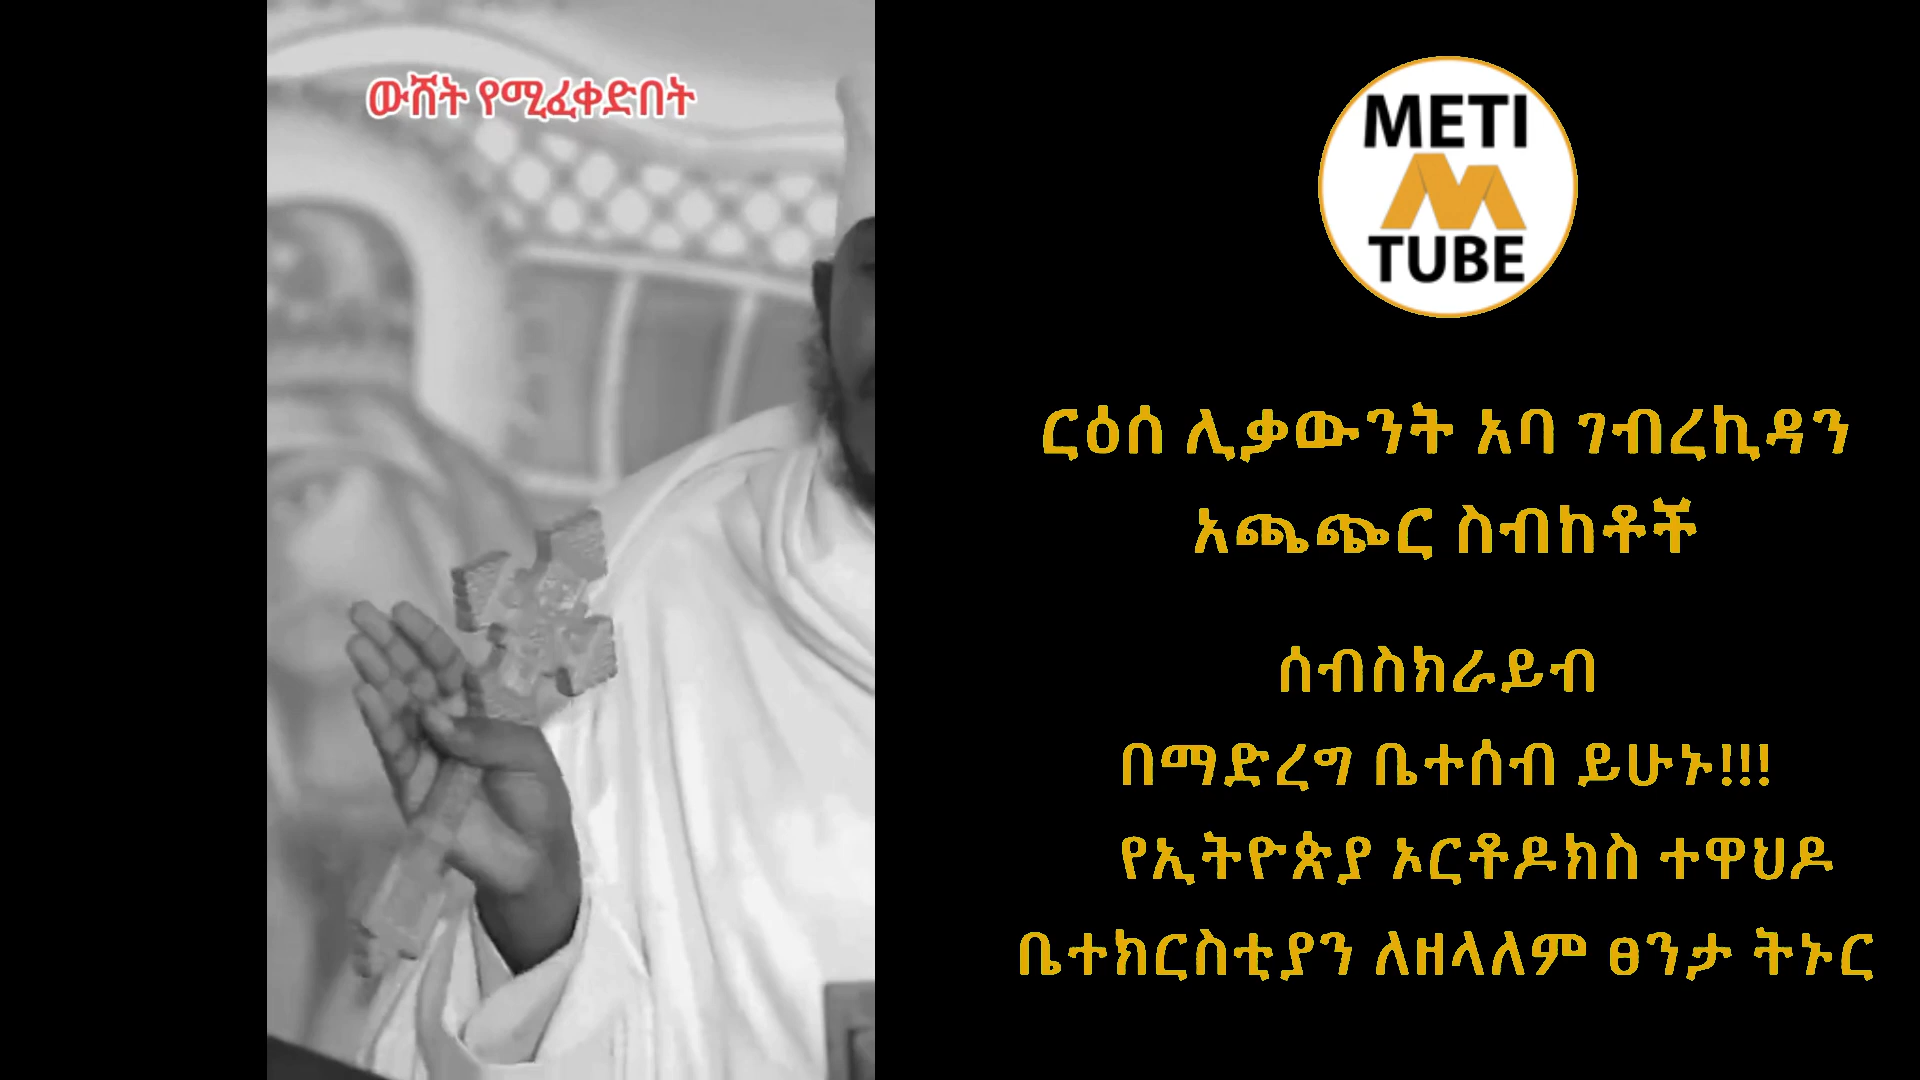 ውሸት የሚፈቀድበት
METI
TUBE
ርዕሰ ሊቃውንት አባ ገብረኪዳን
አጫጭር ስብከቶች
ሰብስክራይብ
በማድረግ ቤተሰብ ይሁኑ!!!
የኢትዮጵያ ኦርቶዶክስ ተዋህዶ
ቤተክርስቲያን ለዘላለም ፀንታ ትኑር